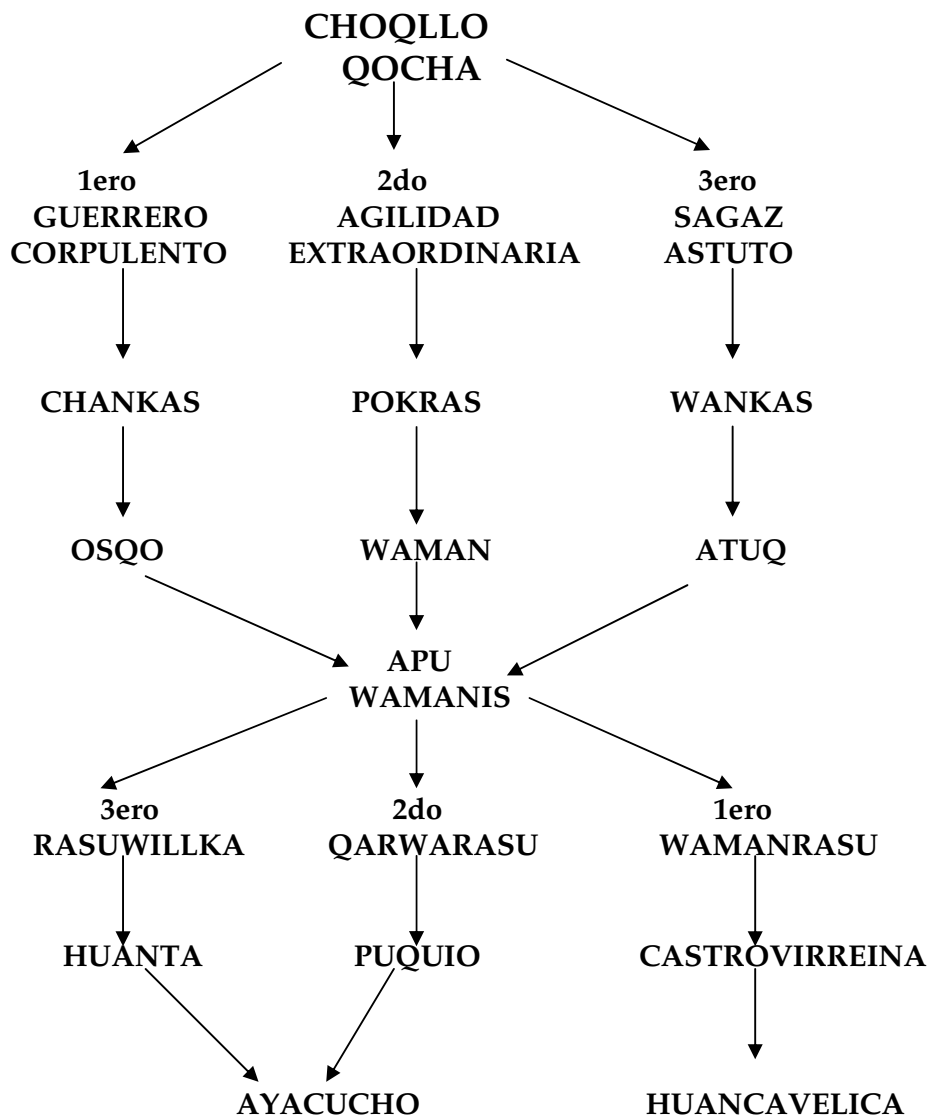 CHOQLLO
QOCHA
1ero
GUERRERO
CORPULENTO
2do
AGILIDAD
EXTRAORDINARIA
3ero
SAGAZ
ASTUTO
CHANKAS
POKRAS
WANKAS
OSQO
WAMAN
ATUQ
APU
WAMANIS
3ero
RASUWILLKA
2do
QARWARASU
1ero
WAMANRASU
HUANTA
PUQUIO
CASTROVIRREINA
AYACUCHO
HUANCAVELICA